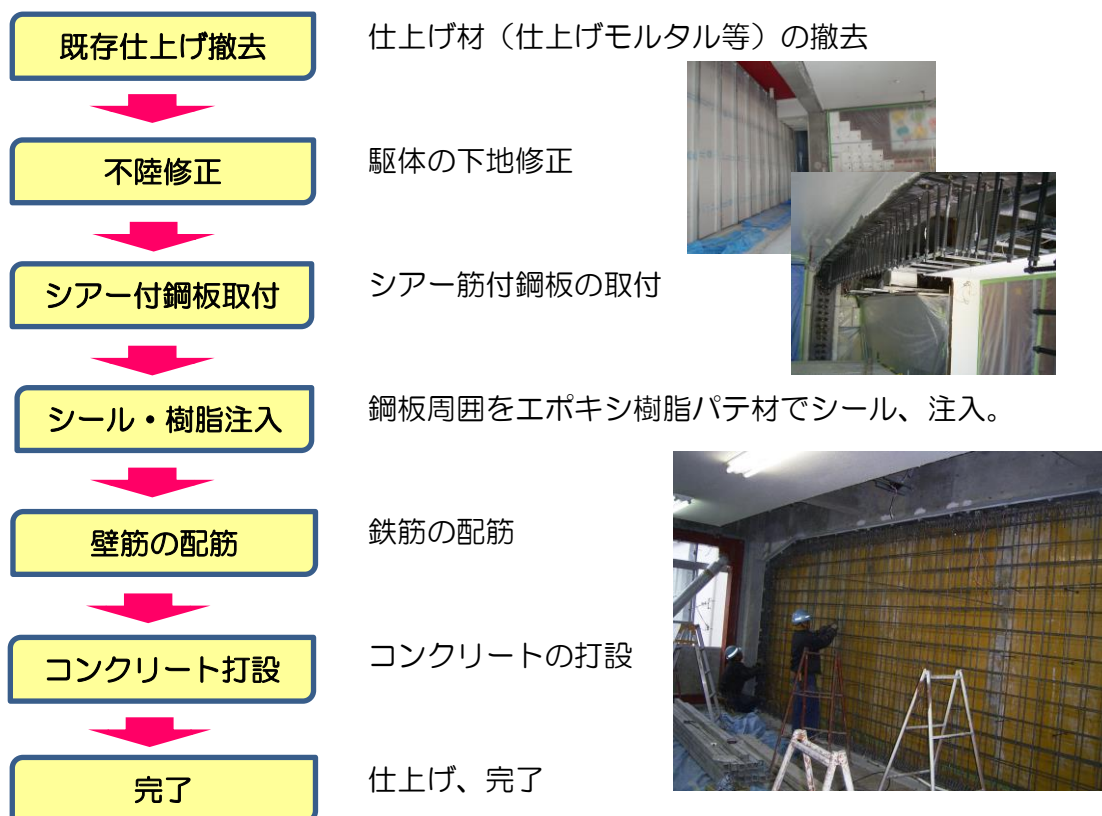 既存仕上げ撤去
仕上げ材（仕上げモルタル等）の撤去
不陸修正
駆体の下地修正
シアー付鋼板取付
シアー筋付鋼板の取付
シール・樹脂注入
鋼板周囲をエポキシ樹脂パテ材でシール、注入。
壁筋の配筋
鉄筋の配筋
コンクリート打設
コンクリートの打設
完了
仕上げ、完了